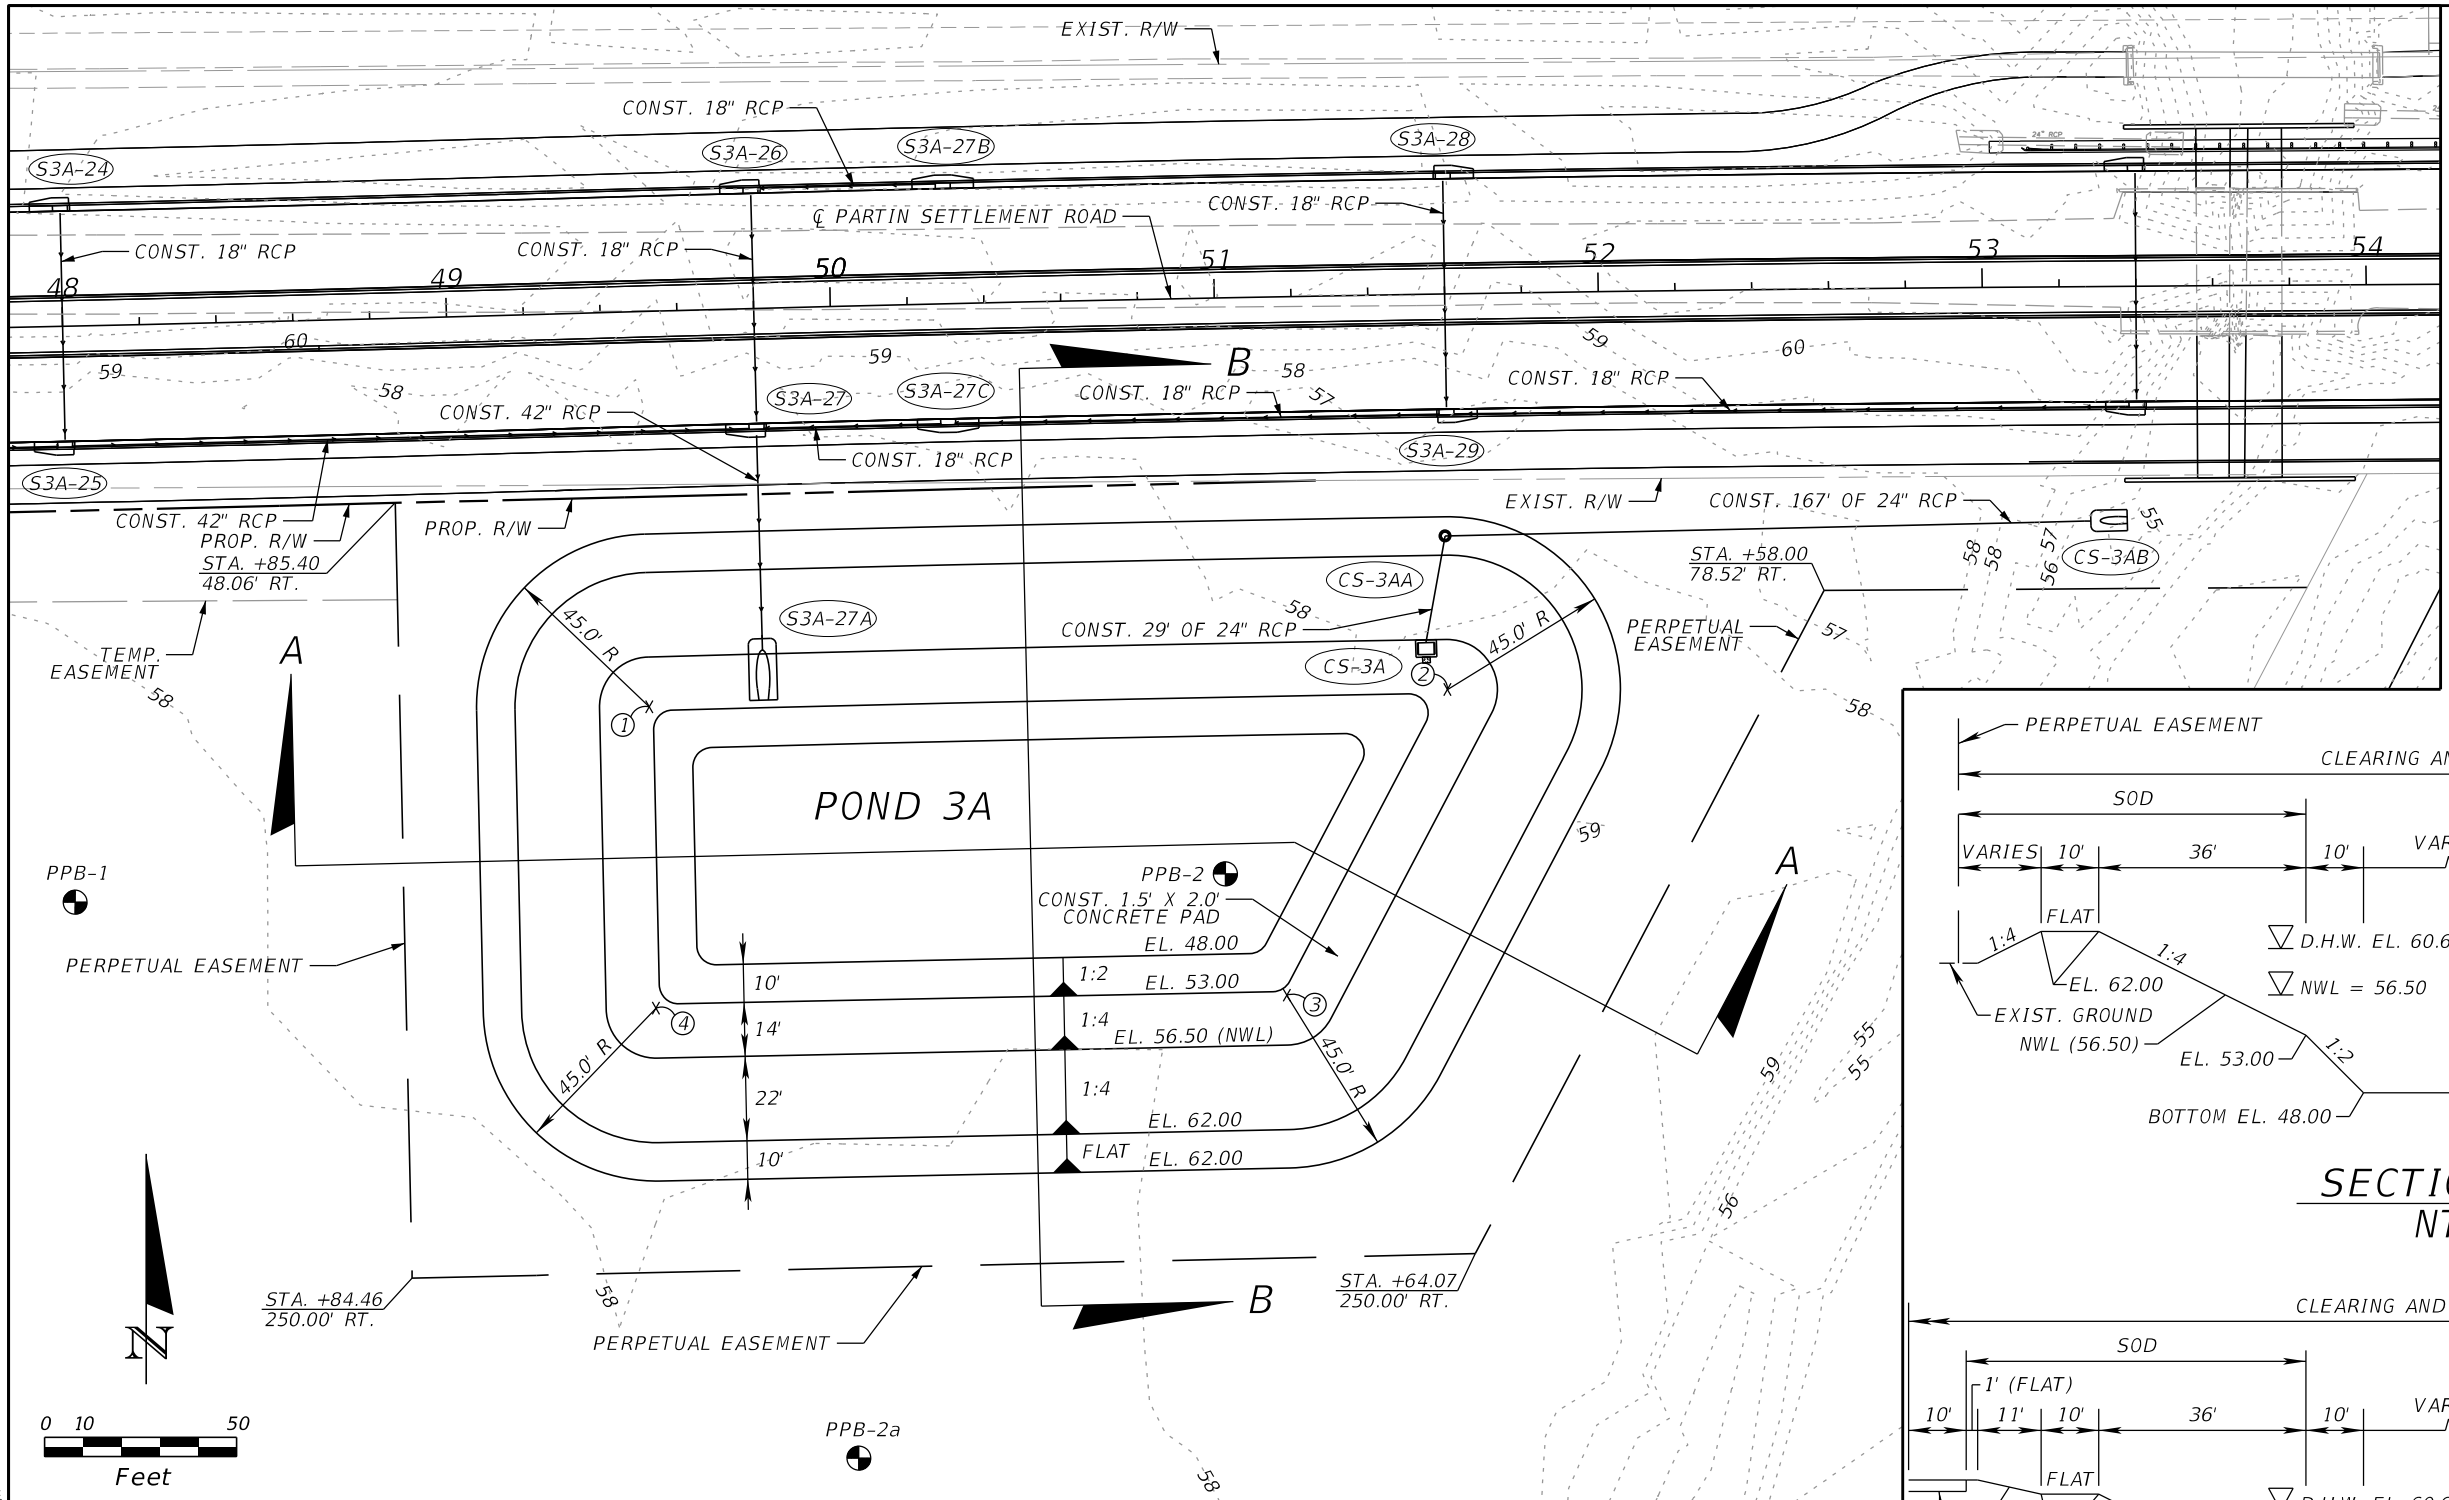 EXIST. R/W
CONST. 18" RCP
S3A-24
S3A-26
S3A-27B
S3A-28
24" RCP
CONST. 18" RCP
CONST. 18" RCP
℄ PARTIN SETTLEMENT ROAD
CONST. 18" RCP
48
49
50
51
52
53
54
60
59
58
59
58
57
59
60
B
CONST. 42" RCP
S3A-27
S3A-27C
CONST. 18" RCP
CONST. 18" RCP
CONST. 18" RCP
S3A-25
S3A-29
CONST. 42" RCP
PROP. R/W
STA. +85.40
48.06' RT.
PROP. R/W
EXIST. R/W
CONST. 167' OF 24" RCP
55
57
58
58
56
CS-3AB
STA. +58.00
78.52' RT.
CS-3AA
S3A-27A
45.0' R
58
CONST. 29' OF 24" RCP
CS-3A
2
45.0' R
PERPETUAL
EASEMENT
57
58
TEMP.
EASEMENT
58
A
1
POND 3A
59
A
PPB-1
PPB-2
CONST. 1.5' X 2.0'
CONCRETE PAD
PERPETUAL EASEMENT
EL. 48.00
10'
1:2
EL. 53.00
14'
1:4
EL. 56.50 (NWL)
3
4
45.0' R
45.0' R
22'
1:4
EL. 62.00
10'
FLAT
EL. 62.00
59
55
55
56
STA. +84.46
250.00' RT.
58
PERPETUAL EASEMENT
B
STA. +64.07
250.00' RT.
N
0 10 50
Feet
PPB-2a
58
PERPETUAL EASEMENT
CLEARING AN
SOD
VARIES
10'
36'
10'
VAR
FLAT
1:4
1:4
D.H.W. EL. 60.6
EL. 62.00
NWL = 56.50
EXIST. GROUND
NWL (56.50)
EL. 53.00
1:2
BOTTOM EL. 48.00
SECTIO
NT
CLEARING AND
SOD
1' (FLAT)
10'
11'
10'
36'
10'
VAR
FLAT